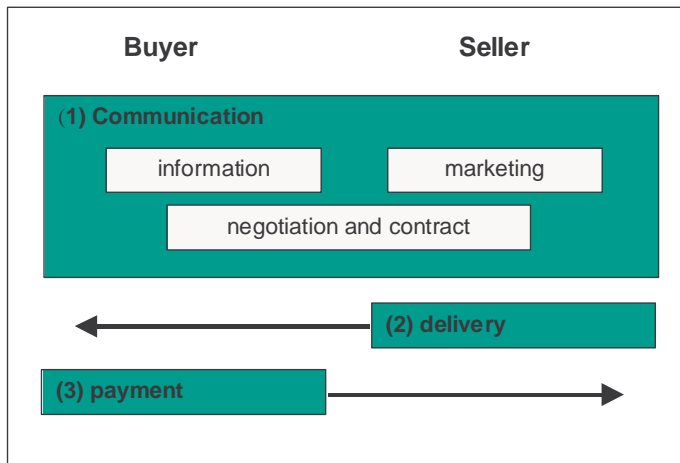 Buyer Seller
(1) Communication
information marketing
negotiation and contract
(2) delivery
(3) payment